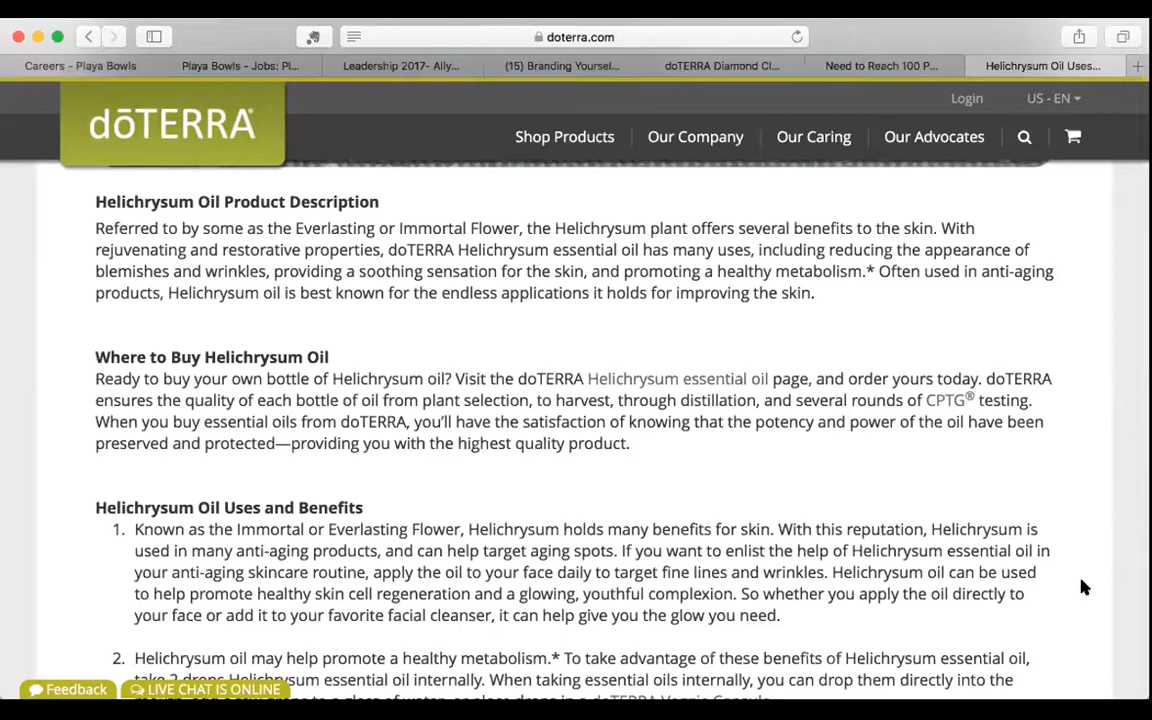 doterra.com
Careers - Playa Bowls
Playa Bowls - Jobs: Pl...
Leadership 2017- Ally...
(15) Branding Yoursel...
doTERRA Diamond Cl...
Need to Reach 100 P...
Helichrysum Oil Uses...
Login
US - EN
dōTERRA®
Shop Products
Our Company
Our Caring
Our Advocates
Helichrysum Oil Product Description
Referred to by some as the Everlasting or Immortal Flower, the Helichrysum plant offers several benefits to the skin. With
rejuvenating and restorative properties, doTERRA Helichrysum essential oil has many uses, including reducing the appearance of
blemishes and wrinkles, providing a soothing sensation for the skin, and promoting a healthy metabolism.* Often used in anti-aging
products, Helichrysum oil is best known for the endless applications it holds for improving the skin.
Where to Buy Helichrysum Oil
Ready to buy your own bottle of Helichrysum oil? Visit the doTERRA Helichrysum essential oil page, and order yours today. doTERRA
ensures the quality of each bottle of oil from plant selection, to harvest, through distillation, and several rounds of CPTG® testing.
When you buy essential oils from doTERRA, you'll have the satisfaction of knowing that the potency and power of the oil have been
preserved and protected—providing you with the highest quality product.
Helichrysum Oil Uses and Benefits
1. Known as the Immortal or Everlasting Flower, Helichrysum holds many benefits for skin. With this reputation, Helichrysum is
used in many anti-aging products, and can help target aging spots. If you want to enlist the help of Helichrysum essential oil in
your anti-aging skincare routine, apply the oil to your face daily to target fine lines and wrinkles. Helichrysum oil can be used
to help promote healthy skin cell regeneration and a glowing, youthful complexion. So whether you apply the oil directly to
your face or add it to your favorite facial cleanser, it can help give you the glow you need.
2. Helichrysum oil may help promote a healthy metabolism.* To take advantage of these benefits of Helichrysum essential oil,
take 2 drops Helichrysum essential oil internally. When taking essential oils internally, you can drop them directly into the
to a glass of water, or place drops in a doTERRA Veggie Capsule.
Feedback
LIVE CHAT IS ONLINE